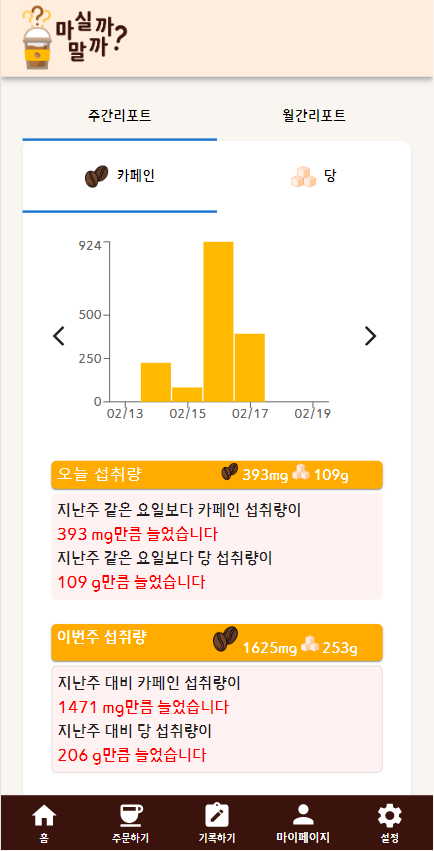 마실까
말까?
주간리포트 월간리포트
카페인 당
924
500
250
0
02/13 02/15 02/17 02/19
오늘 섭취량 393mg 109g
지난주 같은 요일보다 카페인 섭취량이
393 mg만큼 늘었습니다
지난주 같은 요일보다 당 섭취량이
109 g만큼 늘었습니다
이번주 섭취량 1625mg 253g
지난주 대비 카페인 섭취량이
1471 mg만큼 늘었습니다
지난주 대비 당 섭취량이
206 g만큼 늘었습니다
홈 주문하기 기록하기 마이페이지 설정